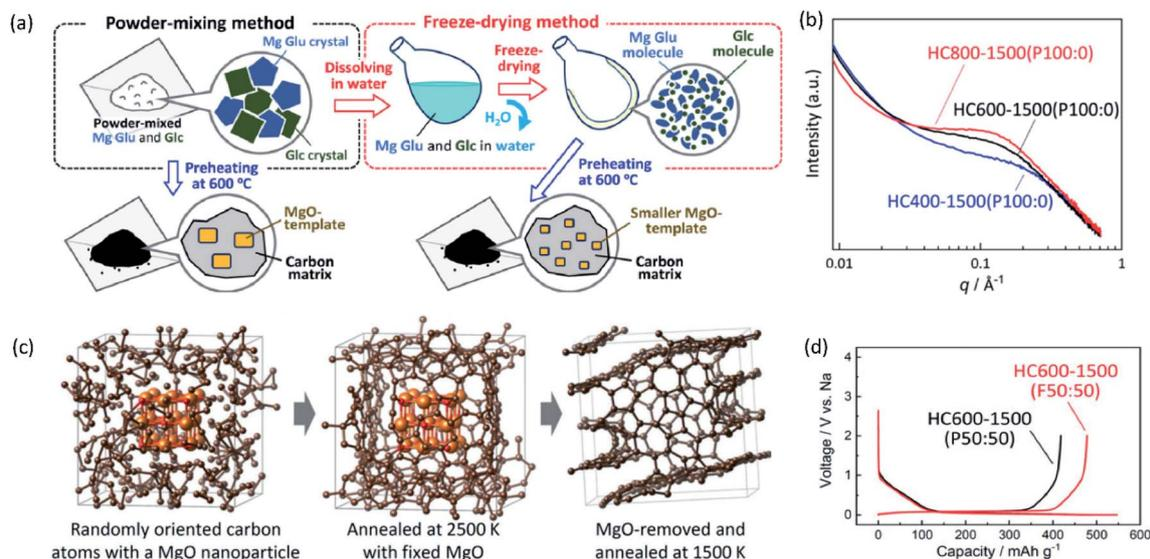 (a)
Powder-mixing method
Mg Glu crystal
Powder-mixed
Mg Glu and Glc
Glc crystal
Dissolving
in water
Freeze-drying method
Freeze-
drying
H₂O
Mg Glu and Glc in water
Mg Glu
molecule
Glc
molecule
Preheating
at 600 ºC
MgO-
template
Carbon
matrix
Preheating
at 600 ºC
Smaller MgO-
template
Carbon
matrix
(b)
Intensity (a.u.)
HC800-1500(P100:0)
HC600-1500(P100:0)
HC400-1500(P100:0)
0.01
0.1
1
q / Å⁻¹
(c)
Randomly oriented carbon
atoms with a MgO nanoparticle
Annealed at 2500 K
with fixed MgO
MgO-removed and
annealed at 1500 K
(d)
Voltage / V vs. Na
4
3
2
1
0
HC600-1500
(F50:50)
HC600-1500
(P50:50)
0 100 200 300 400 500 600
Capacity / mAh g⁻¹